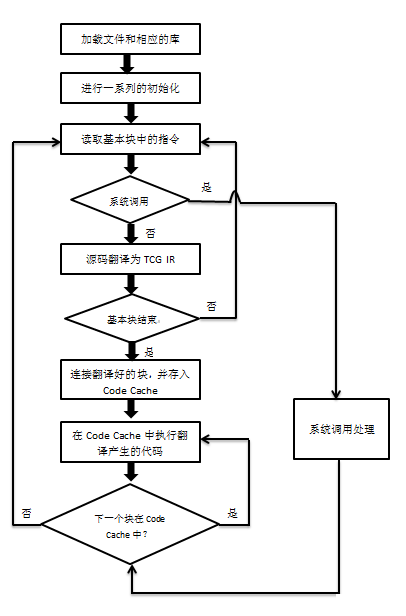 加载文件和相应的库
进行一系列的初始化
读取基本块中的指令
系统调用
是
否
源码翻译为 TCG IR
基本块结束
否
是
连接翻译好的块，并存入
Code Cache
在 Code Cache 中执行翻
译产生的代码
系统调用处理
下一个块在 Code
Cache 中？
否
是